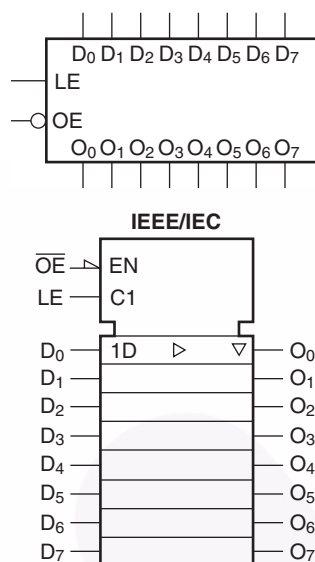 D0 D1 D2 D3 D4 D5 D6 D7
LE
OE
O0 O1 O2 O3 O4 O5 O6 O7
IEEE/IEC
O̅E̅ EN
LE C1
D0 1D O0
D1 O1
D2 O2
D3 O3
D4 O4
D5 O5
D6 O6
D7 O7